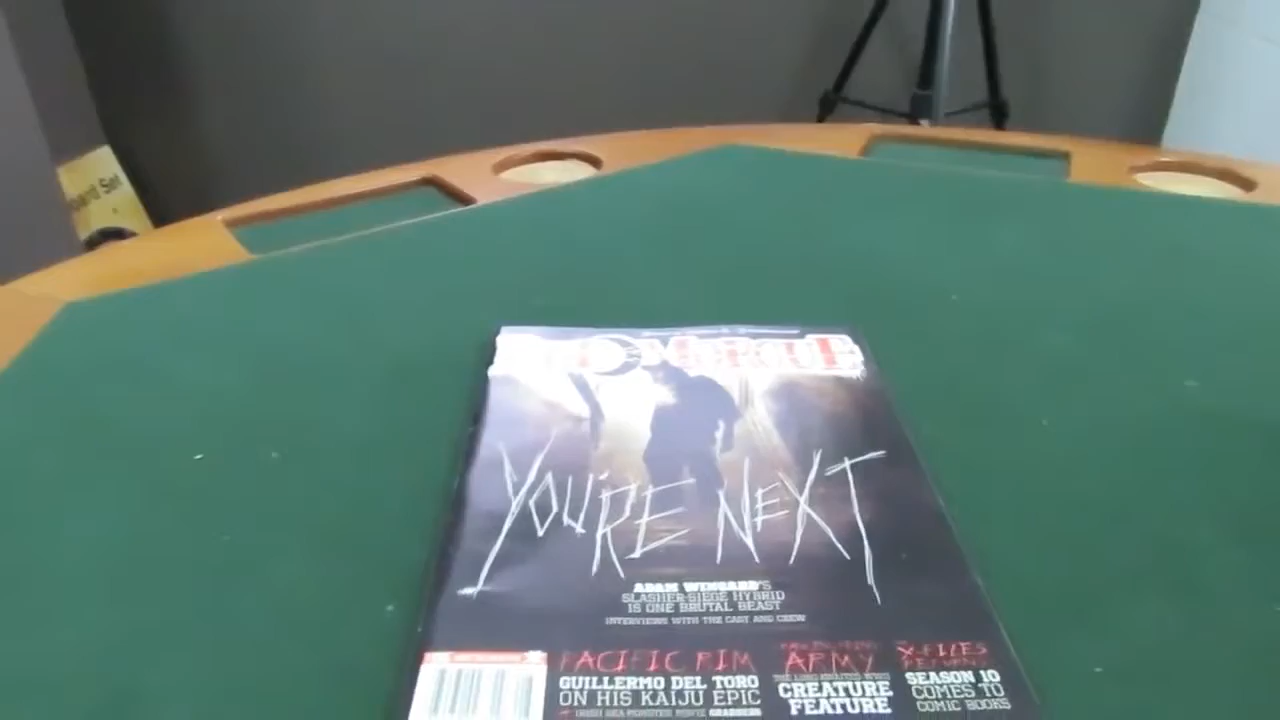 YOU'RE NEXT
ADAM WINGARD'S
SLASHER-SIEGE HYBRID
IS ONE BRUTAL BEAST
INTERVIEWS WITH THE CAST AND CREW
PACIFIC RIM
GUILLERMO DEL TORO
ON HIS KAIJU EPIC
ARMY
CREATURE
FEATURE
X-FILES
RETURNS
SEASON 10
COMES TO
COMIC BOOKS